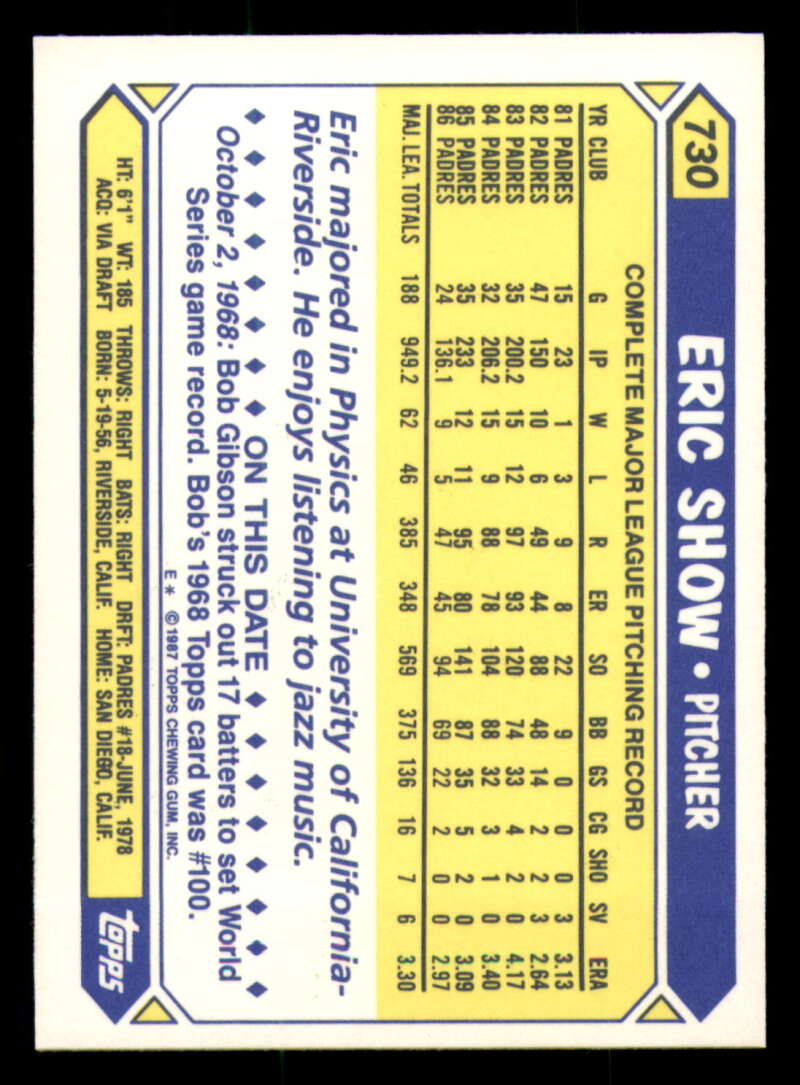 730
ERIC SHOW • PITCHER
COMPLETE MAJOR LEAGUE PITCHING RECORD
YR CLUB G IP W L R ER SO BB GS CG SHO SV ERA
81 PADRES 15 23 1 3 9 8 22 9 0 0 0 3 3.13
82 PADRES 47 150 10 6 49 44 88 48 14 2 2 3 2.64
83 PADRES 35 200.2 15 12 97 93 120 74 33 4 2 0 4.17
84 PADRES 32 206.2 15 9 88 78 104 88 32 3 1 0 3.40
85 PADRES 35 233 12 11 95 80 141 87 35 5 2 0 3.09
86 PADRES 24 136.1 9 5 47 45 94 69 22 2 0 0 2.97
MAJ. LEA. TOTALS 188 949.2 62 46 385 348 569 375 136 16 7 6 3.30
Eric majored in Physics at University of California-
Riverside. He enjoys listening to jazz music.
ON THIS DATE
October 2, 1968: Bob Gibson struck out 17 batters to set World
Series game record. Bob's 1968 Topps card was #100.
E * ©1987 TOPPS CHEWING GUM, INC.
HT: 6'1" WT: 185 THROWS: RIGHT BATS: RIGHT DRFT: PADRES #18-JUNE, 1978
ACQ: VIA DRAFT BORN: 5-19-56, RIVERSIDE, CALIF. HOME: SAN DIEGO, CALIF.
topps